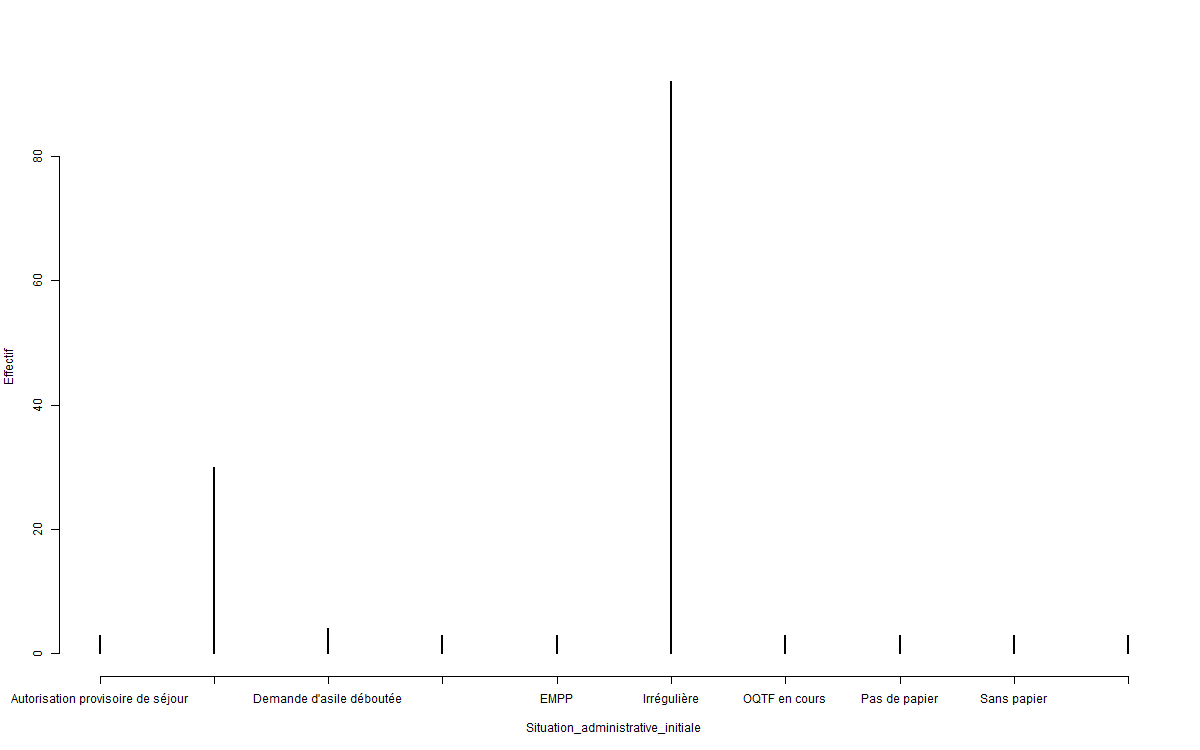 80
60
40
20
0
Effectif
Autorisation provisoire de séjour Demande d'asile déboutée EMPP Irrégulière OQTF en cours Pas de papier Sans papier
Situation_administrative_initiale